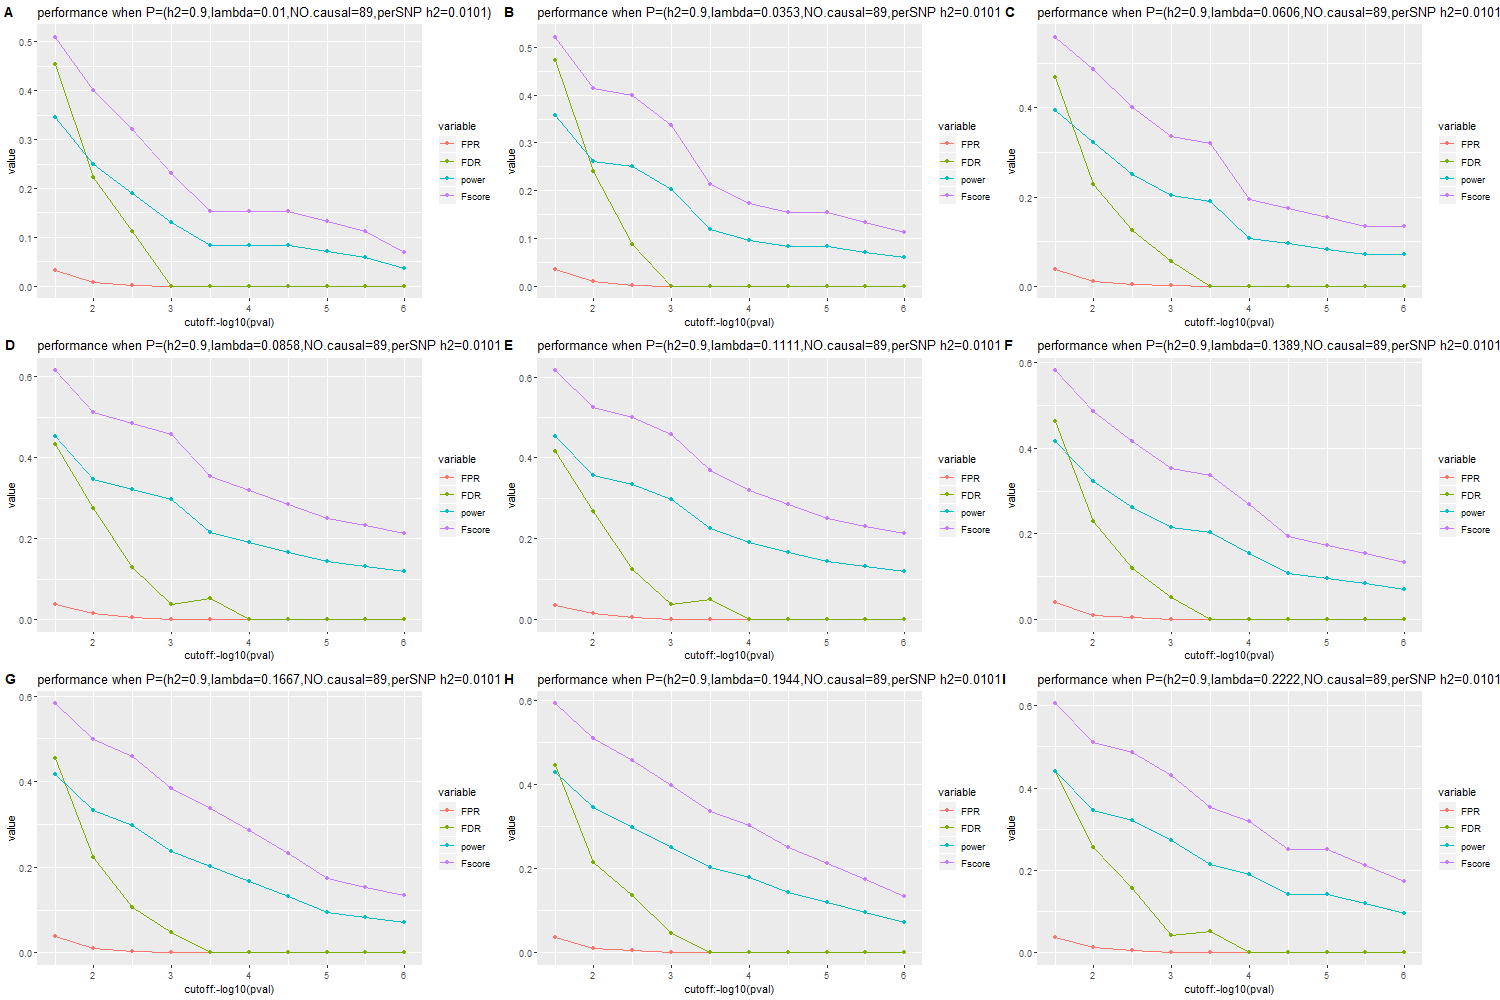 A performance when P=(h2=0.9,lambda=0.01,NO.causal=89,perSNP h2=0.0101)
0.5
0.4
0.3
0.2
0.1
0.0
value
2 3 4 5 6
cutoff:-log10(pval)
variable
FPR
FDR
power
Fscore
B performance when P=(h2=0.9,lambda=0.0353,NO.causal=89,perSNP h2=0.0101
0.5
0.4
0.3
0.2
0.1
0.0
value
2 3 4 5 6
cutoff:-log10(pval)
variable
FPR
FDR
power
Fscore
C performance when P=(h2=0.9,lambda=0.0606,NO.causal=89,perSNP h2=0.0101
0.4
0.2
0.0
value
2 3 4 5 6
cutoff:-log10(pval)
variable
FPR
FDR
power
Fscore
D performance when P=(h2=0.9,lambda=0.0858,NO.causal=89,perSNP h2=0.0101
0.6
0.4
0.2
0.0
value
2 3 4 5 6
cutoff:-log10(pval)
variable
FPR
FDR
power
Fscore
E performance when P=(h2=0.9,lambda=0.1111,NO.causal=89,perSNP h2=0.0101
0.6
0.4
0.2
0.0
value
2 3 4 5 6
cutoff:-log10(pval)
variable
FPR
FDR
power
Fscore
F performance when P=(h2=0.9,lambda=0.1389,NO.causal=89,perSNP h2=0.0101
0.6
0.4
0.2
0.0
value
2 3 4 5 6
cutoff:-log10(pval)
variable
FPR
FDR
power
Fscore
G performance when P=(h2=0.9,lambda=0.1667,NO.causal=89,perSNP h2=0.0101
0.6
0.4
0.2
0.0
value
2 3 4 5 6
cutoff:-log10(pval)
variable
FPR
FDR
power
Fscore
H performance when P=(h2=0.9,lambda=0.1944,NO.causal=89,perSNP h2=0.0101
0.6
0.4
0.2
0.0
value
2 3 4 5 6
cutoff:-log10(pval)
variable
FPR
FDR
power
Fscore
I performance when P=(h2=0.9,lambda=0.2222,NO.causal=89,perSNP h2=0.0101
0.6
0.4
0.2
0.0
value
2 3 4 5 6
cutoff:-log10(pval)
variable
FPR
FDR
power
Fscore